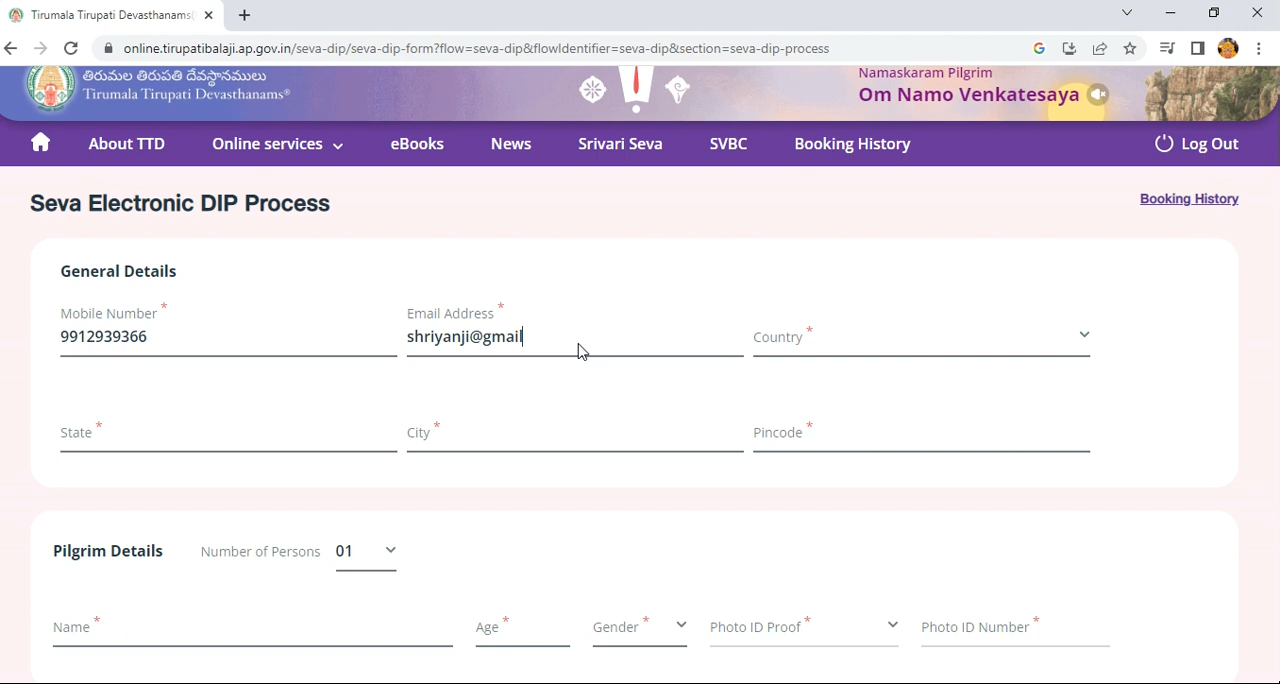 Tirumala Tirupati Devasthanams(
online.tirupatibalaji.ap.gov.in/seva-dip/seva-dip-form?flow=seva-dip&flowIdentifier=seva-dip&section=seva-dip-process
తిరుమల తిరుపతి దేవస్థానములు
Tirumala Tirupati Devasthanams®
Namaskaram Pilgrim
Om Namo Venkatesaya
About TTD Online services eBooks News Srivari Seva SVBC Booking History Log Out
Seva Electronic DIP Process Booking History
General Details
Mobile Number * Email Address *
9912939366 shriyanji@gmail Country *
State * City * Pincode *
Pilgrim Details Number of Persons 01
Name * Age * Gender * Photo ID Proof * Photo ID Number *